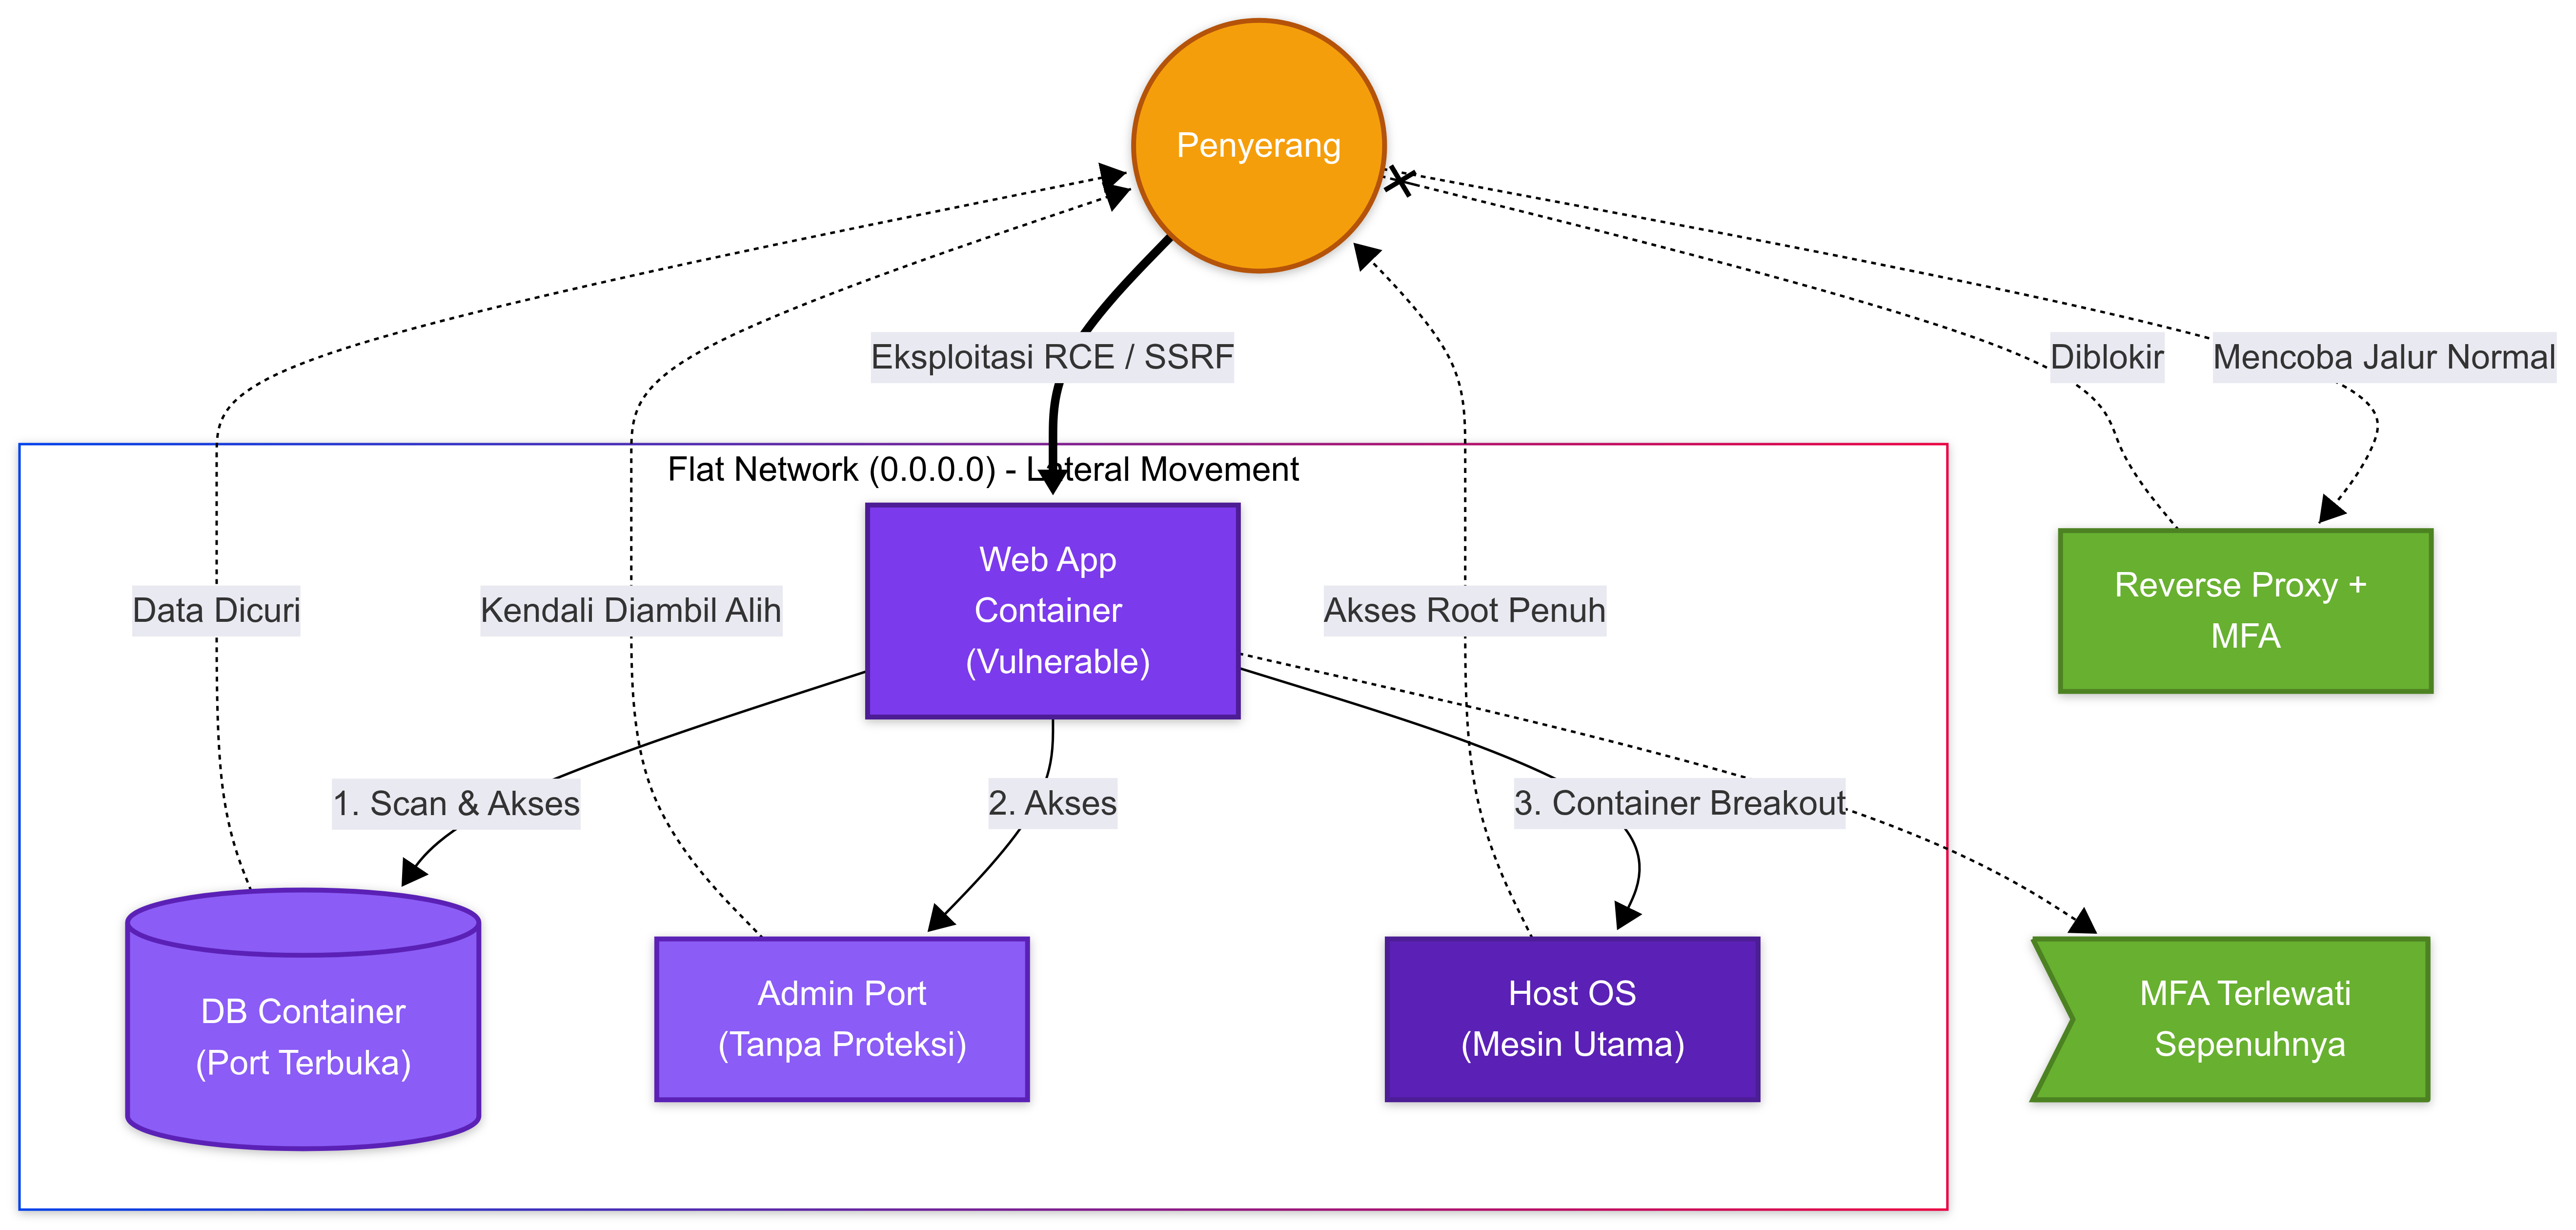 Penyerang
Eksploitasi RCE / SSRF
Diblokir
Mencoba Jalur Normal
Flat Network (0.0.0.0) - Lateral Movement
Web App
Container
(Vulnerable)
Reverse Proxy +
MFA
Data Dicuri
Kendali Diambil Alih
Akses Root Penuh
1. Scan & Akses
2. Akses
3. Container Breakout
DB Container
(Port Terbuka)
Admin Port
(Tanpa Proteksi)
Host OS
(Mesin Utama)
MFA Terlewati
Sepenuhnya